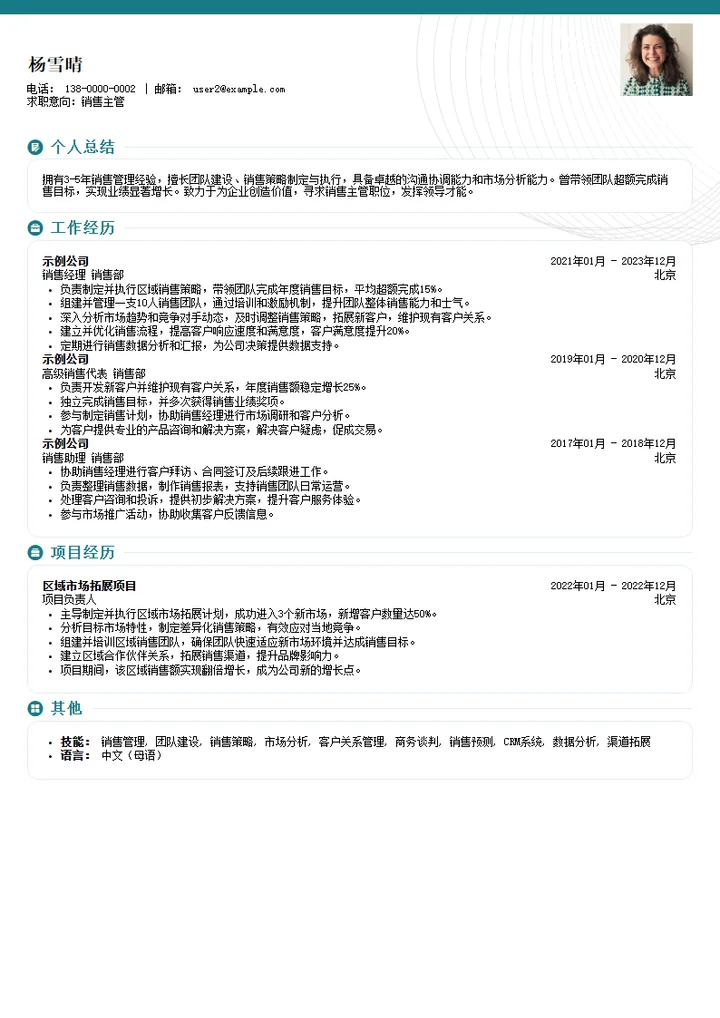 杨雪晴
电话： 138-0000-0002 | 邮箱： user2@example.com
求职意向：销售主管
个人总结
拥有3-5年销售管理经验，擅长团队建设、销售策略制定与执行，具备卓越的沟通协调能力和市场分析能力。曾带领团队超额完成销
售目标，实现业绩显著增长。致力于为企业创造价值，寻求销售主管职位，发挥领导才能。
工作经历
示例公司 2021年01月 - 2023年12月
销售经理 销售部 北京
• 负责制定并执行区域销售策略，带领团队完成年度销售目标，平均超额完成15%。
• 组建并管理一支10人销售团队，通过培训和激励机制，提升团队整体销售能力和士气。
• 深入分析市场趋势和竞争对手动态，及时调整销售策略，拓展新客户，维护现有客户关系。
• 建立并优化销售流程，提高客户响应速度和满意度，客户满意度提升20%。
• 定期进行销售数据分析和汇报，为公司决策提供数据支持。
示例公司 2019年01月 - 2020年12月
高级销售代表 销售部 北京
• 负责开发新客户并维护现有客户关系，年度销售额稳定增长25%。
• 独立完成销售目标，并多次获得销售业绩奖项。
• 参与制定销售计划，协助销售经理进行市场调研和客户分析。
• 为客户提供专业的产品咨询和解决方案，解决客户疑虑，促成交易。
示例公司 2017年01月 - 2018年12月
销售助理 销售部 北京
• 协助销售经理进行客户拜访、合同签订及后续跟进工作。
• 负责整理销售数据，制作销售报表，支持销售团队日常运营。
• 处理客户咨询和投诉，提供初步解决方案，提升客户服务体验。
• 参与市场推广活动，协助收集客户反馈信息。
项目经历
区域市场拓展项目 2022年01月 - 2022年12月
项目负责人 北京
• 主导制定并执行区域市场拓展计划，成功进入3个新市场，新增客户数量达50%。
• 分析目标市场特性，制定差异化销售策略，有效应对当地竞争。
• 组建并培训区域销售团队，确保团队快速适应新市场环境并达成销售目标。
• 建立区域合作伙伴关系，拓展销售渠道，提升品牌影响力。
• 项目期间，该区域销售额实现翻倍增长，成为公司新的增长点。
其他
• 技能： 销售管理, 团队建设, 销售策略, 市场分析, 客户关系管理, 商务谈判, 销售预测, CRM系统, 数据分析, 渠道拓展
• 语言： 中文（母语）